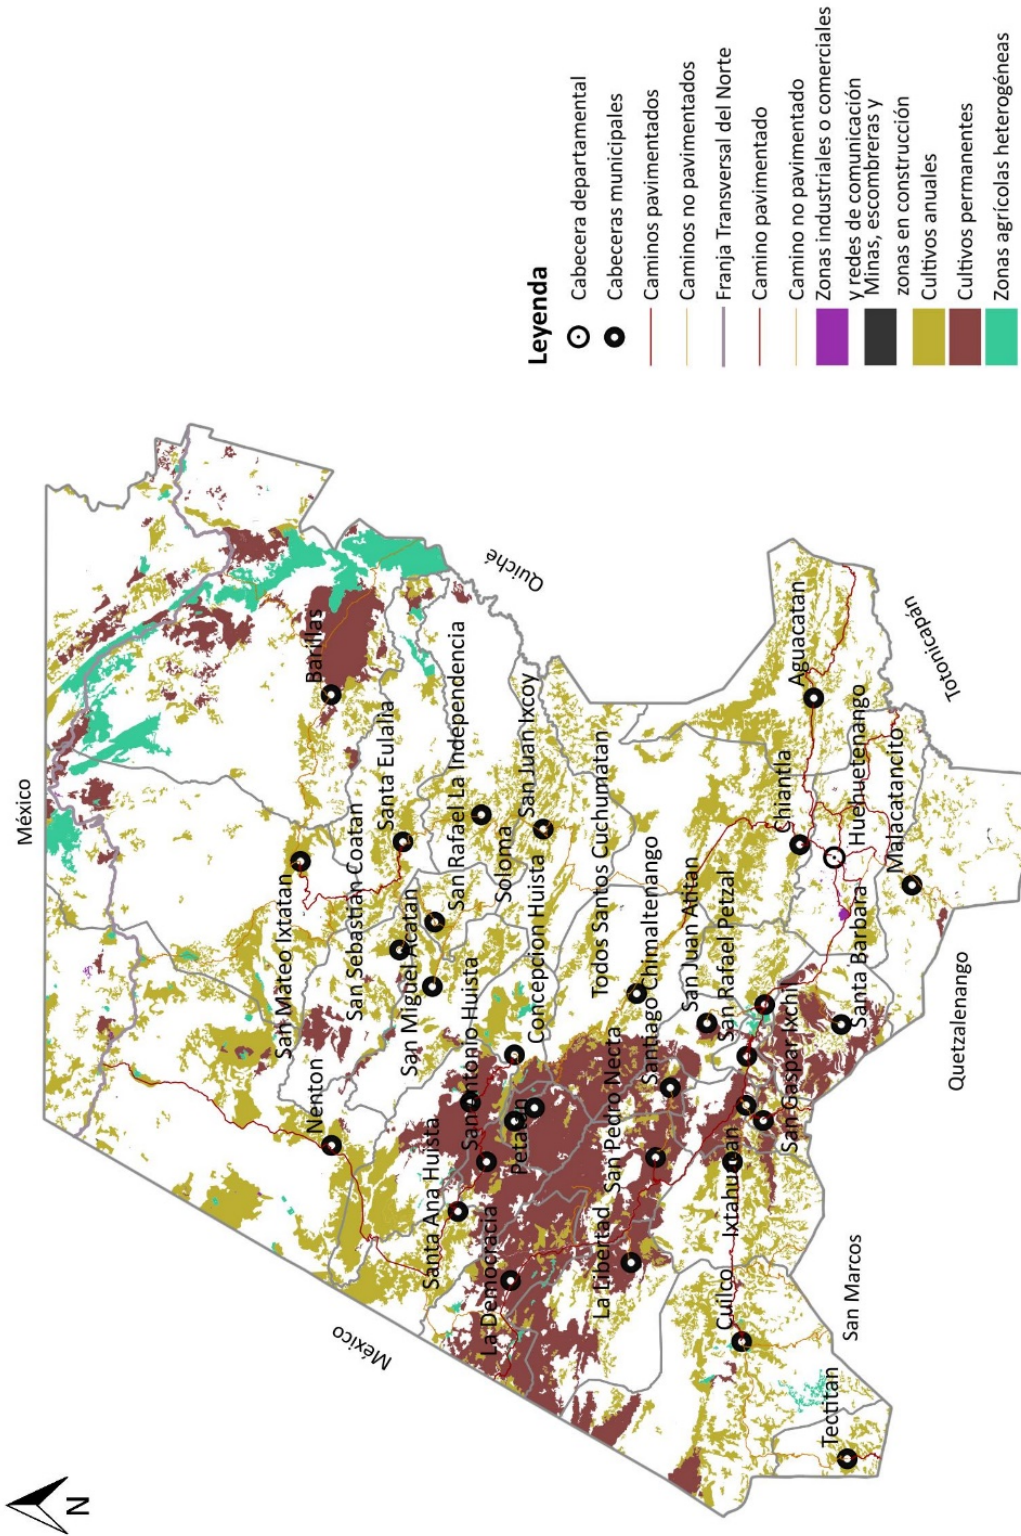 N
México
México
Quiché
Barillas
Santa Eulalia
San Mateo Ixtatan
San Sebastián Coatan
San Rafael La Independencia
San Miguel Acatan
Soloma
San Juan Ixcoy
Nenton
San Antonio Huista
Concepcion Huista
Santa Ana Huista
Petatan
Todos Santos Cuchumatan
La Democracia
San Pedro Necta
Santiago Chimaltenango
La Libertad
San Juan Atitan
San Rafael Petzal
Aguacatan
Chiantla
Huehuetenango
Totonicapán
Malacatancito
Cuilco
Ixtahuacan
San Gaspar Ixchil
Santa Barbara
Tectitan
San Marcos
Quetzalenango
Leyenda
Cabecera departamental
Cabeceras municipales
Caminos pavimentados
Caminos no pavimentados
Franja Transversal del Norte
Camino pavimentado
Camino no pavimentado
Zonas industriales o comerciales
y redes de comunicación
Minas, escombreras y
zonas en construcción
Cultivos anuales
Cultivos permanentes
Zonas agrícolas heterogéneas